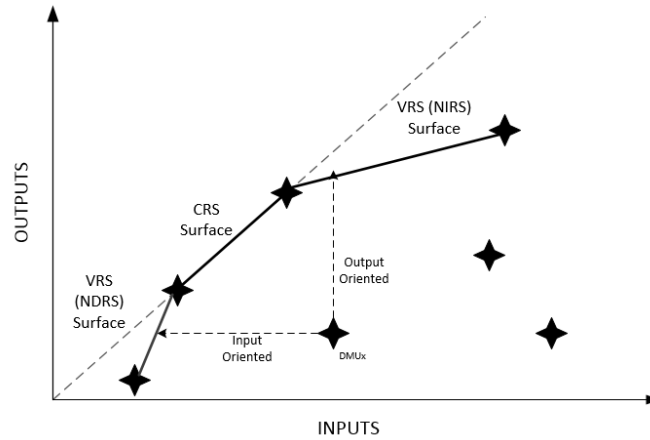 VRS (NIRS)
Surface
CRS
Surface
VRS
(NDRS)
Surface
Output
Oriented
Input
Oriented
DMUx
OUTPUTS
INPUTS